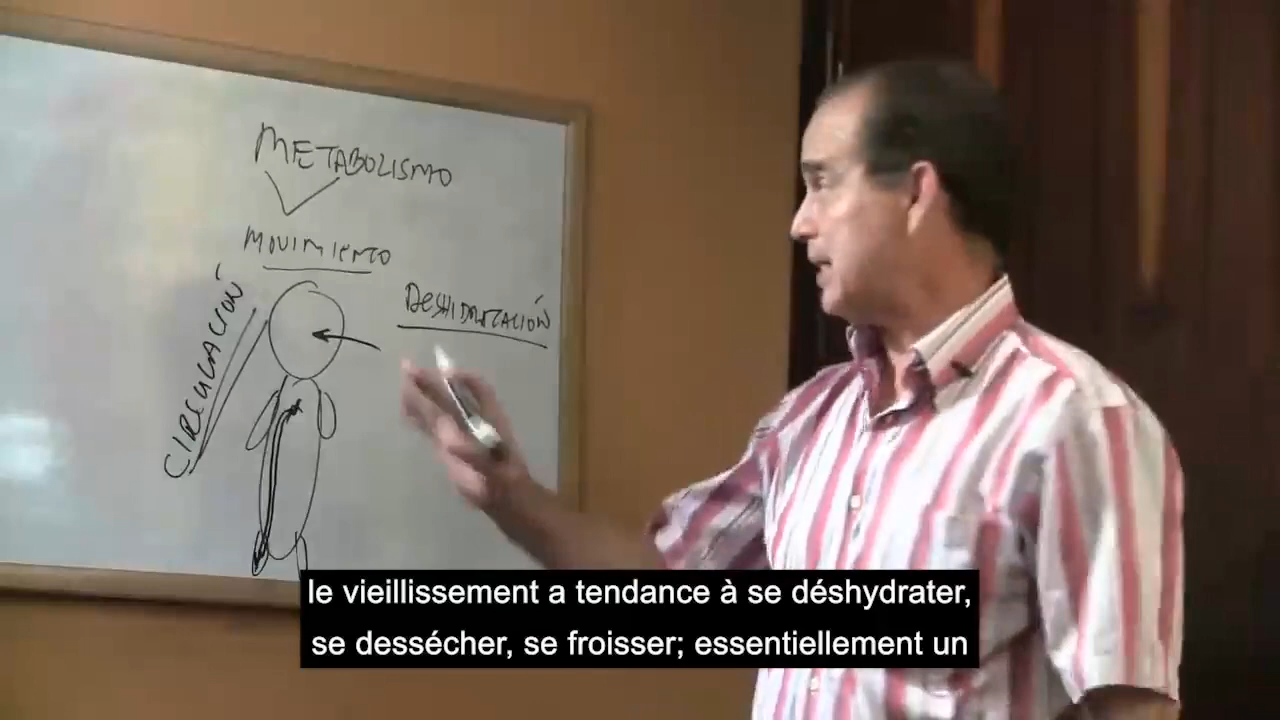 METABOLISMO
MOVIMIENTO
CIRCULACIÓN
DESHIDRATACIÓN
le vieillissement a tendance à se déshydrater,
se dessécher, se froisser; essentiellement un